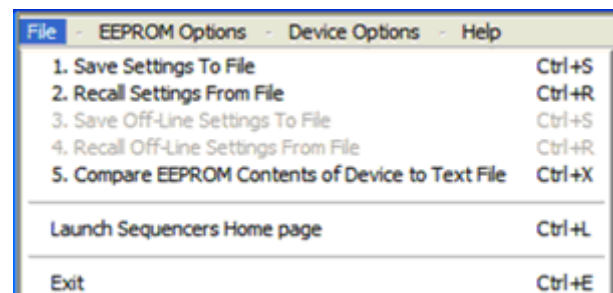 File - EEPROM Options - Device Options - Help
1. Save Settings To File Ctrl+S
2. Recall Settings From File Ctrl+R
3. Save Off-Line Settings To File Ctrl+S
4. Recall Off-Line Settings From File Ctrl+R
5. Compare EEPROM Contents of Device to Text File Ctrl+X
Launch Sequencers Home page Ctrl+L
Exit Ctrl+E